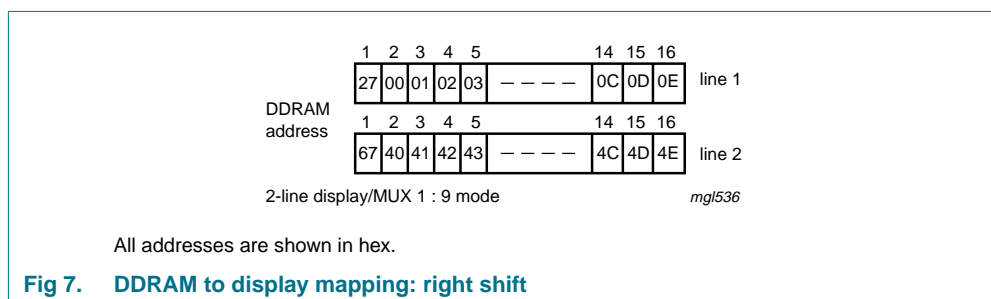 1 2 3 4 5 14 15 16
27 00 01 02 03 0C 0D 0E line 1
DDRAM
address
1 2 3 4 5 14 15 16
67 40 41 42 43 4C 4D 4E line 2
2-line display/MUX 1 : 9 mode mgl536
All addresses are shown in hex.
Fig 7. DDRAM to display mapping: right shift